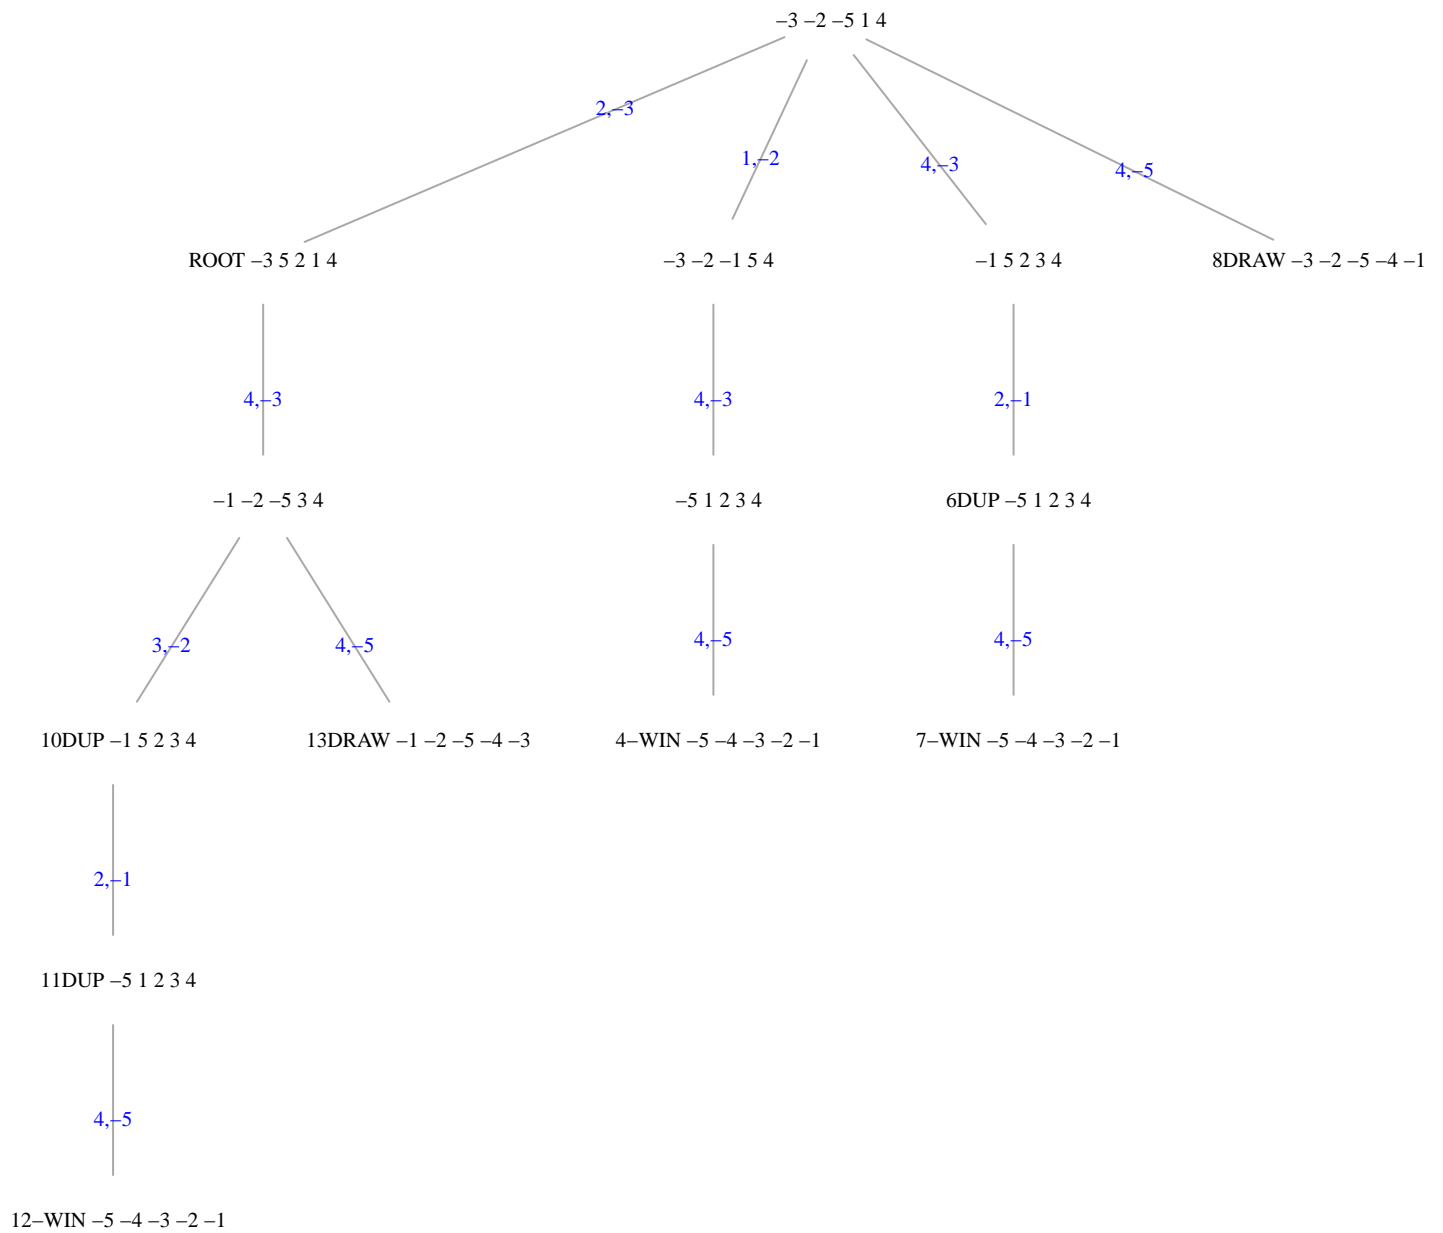 −3 −2 −5 1 4
2,−3
1,−2
4,−3
4,−5
ROOT −3 5 2 1 4
−3 −2 −1 5 4
−1 5 2 3 4
8DRAW −3 −2 −5 −4 −1
4,−3
4,−3
2,−1
−1 −2 −5 3 4
−5 1 2 3 4
6DUP −5 1 2 3 4
3,−2
4,−5
4,−5
4,−5
10DUP −1 5 2 3 4
13DRAW −1 −2 −5 −4 −3
4−WIN −5 −4 −3 −2 −1
7−WIN −5 −4 −3 −2 −1
2,−1
11DUP −5 1 2 3 4
4,−5
12−WIN −5 −4 −3 −2 −1